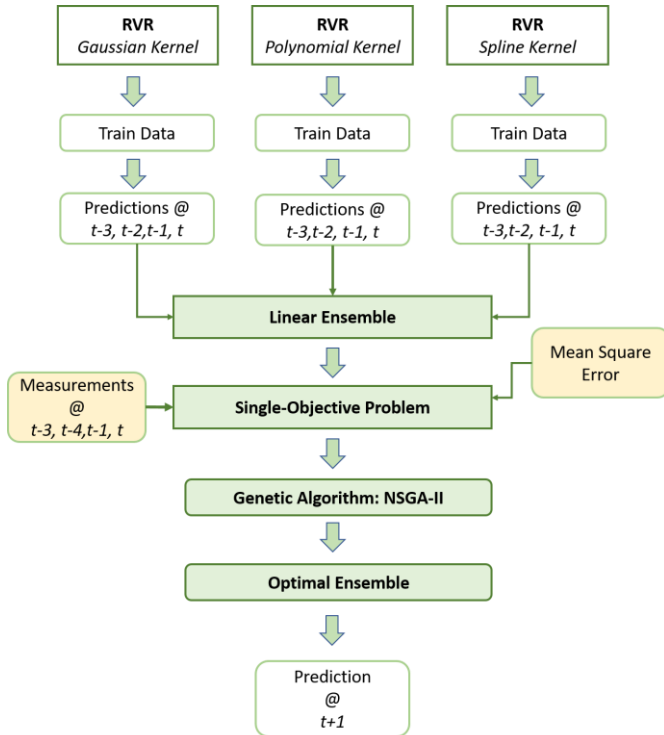 RVR
Gaussian Kernel
RVR
Polynomial Kernel
RVR
Spline Kernel
Train Data
Train Data
Train Data
Predictions @
t-3, t-2,t-1, t
Predictions @
t-3,t-2, t-1, t
Predictions @
t-3,t-2, t-1, t
Linear Ensemble
Mean Square
Error
Measurements
@
t-3, t-4,t-1, t
Single-Objective Problem
Genetic Algorithm: NSGA-II
Optimal Ensemble
Prediction
@
t+1